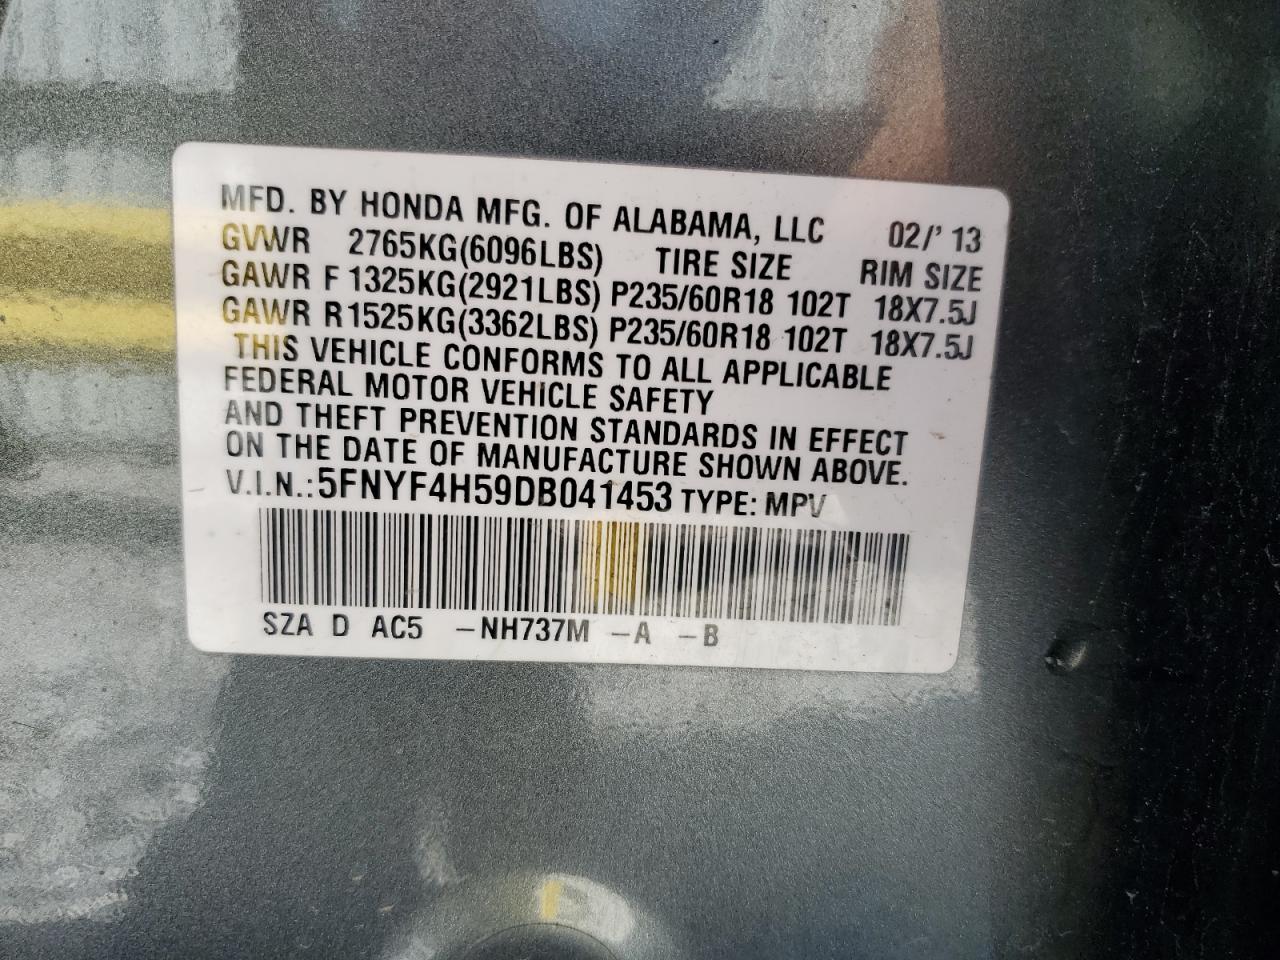 MFD. BY HONDA MFG. OF ALABAMA, LLC 02/'13
GVWR 2765KG(6096LBS) TIRE SIZE RIM SIZE
GAWR F 1325KG(2921LBS) P235/60R18 102T 18X7.5J
GAWR R 1525KG(3362LBS) P235/60R18 102T 18X7.5J
THIS VEHICLE CONFORMS TO ALL APPLICABLE
FEDERAL MOTOR VEHICLE SAFETY
AND THEFT PREVENTION STANDARDS IN EFFECT
ON THE DATE OF MANUFACTURE SHOWN ABOVE.
V.I.N.: 5FNYF4H59DB041453 TYPE: MPV
SZA D AC5 -NH737M -A -B